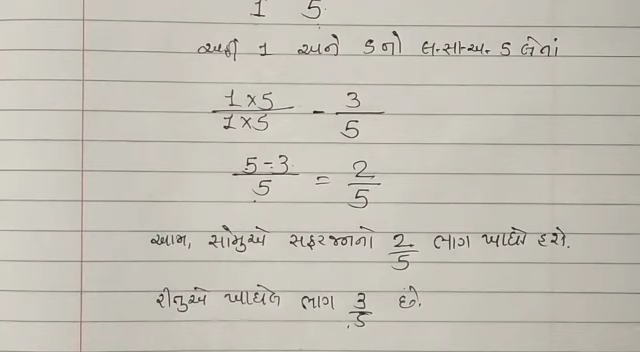 1 5
અહીં 1 અને 5નો લ.સા.અ. 5 લેતાં
1×5/1×5 - 3/5
5-3/5 = 2/5
આમ, સોમુએ સફરજનનો 2/5 ભાગ ખાધો હશે.
રીતુએ ખાધેલ ભાગ 3/5 છે.